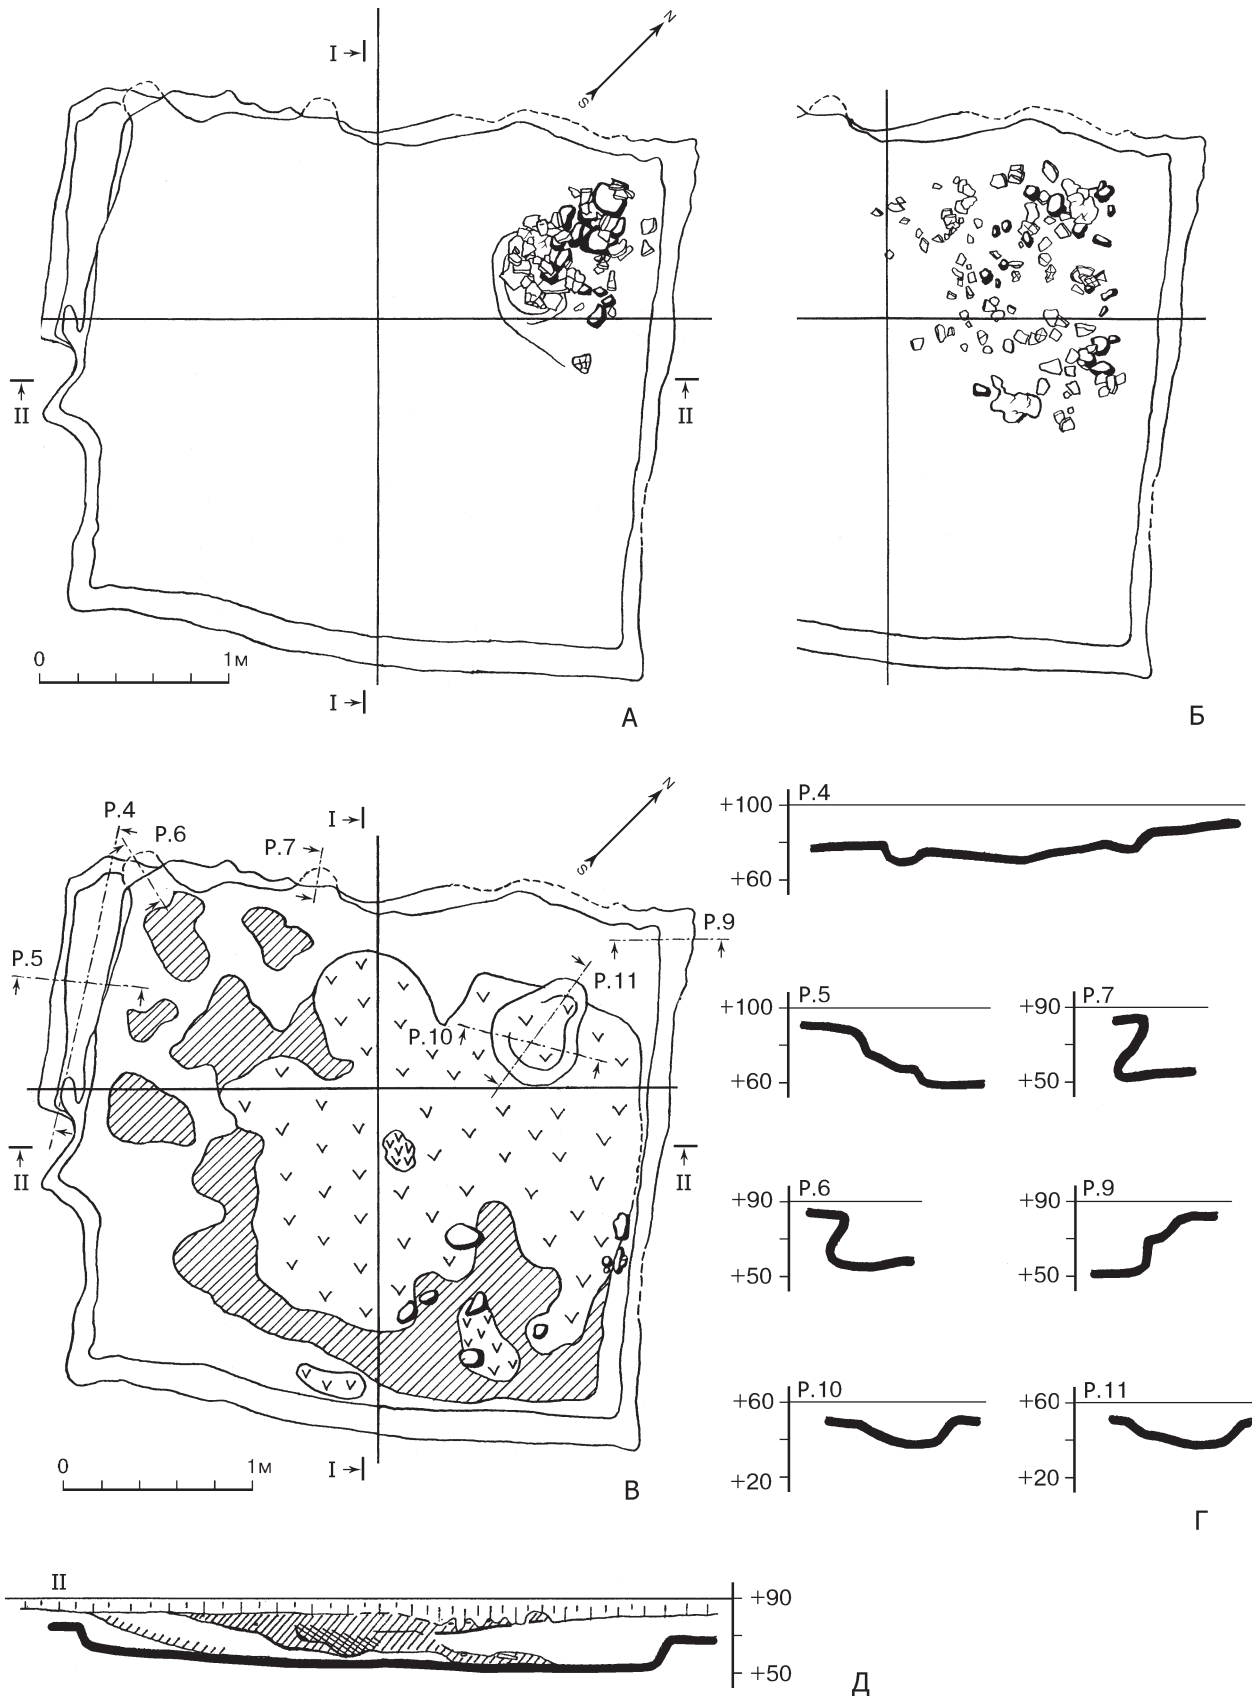 I
N
S
II
II
0 1м
I
А
Б
N
S
I
Р.4
Р.6
Р.7
Р.5
Р.9
Р.11
Р.10
II
II
0 1м
I
В
+100 Р.4
+60
+100 Р.5
+60
+90 Р.7
+50
+90 Р.6
+50
+90 Р.9
+50
+60 Р.10
+20
+60 Р.11
+20
Г
II
+90
+50
Д